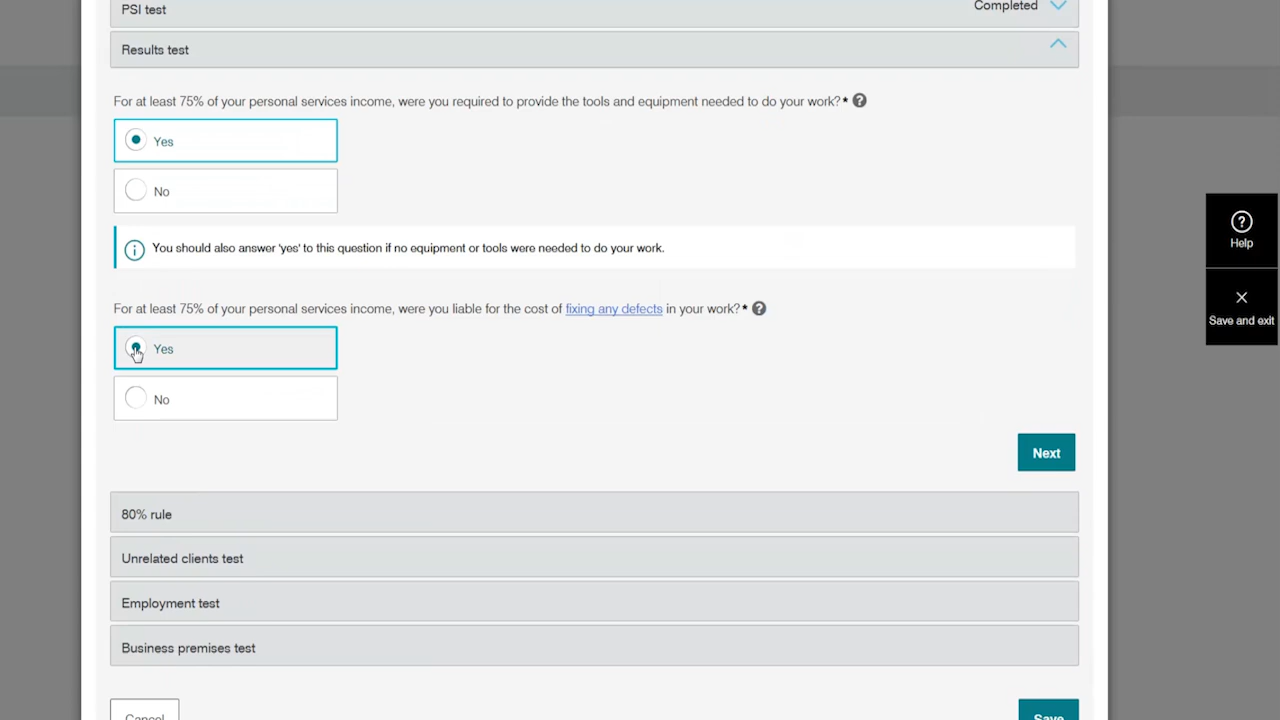 PSI test
Completed
Results test
For at least 75% of your personal services income, were you required to provide the tools and equipment needed to do your work?*
Yes
No
You should also answer 'yes' to this question if no equipment or tools were needed to do your work.
For at least 75% of your personal services income, were you liable for the cost of fixing any defects in your work?*
Yes
No
Next
80% rule
Unrelated clients test
Employment test
Business premises test
Cancel
Save
Help
Save and exit